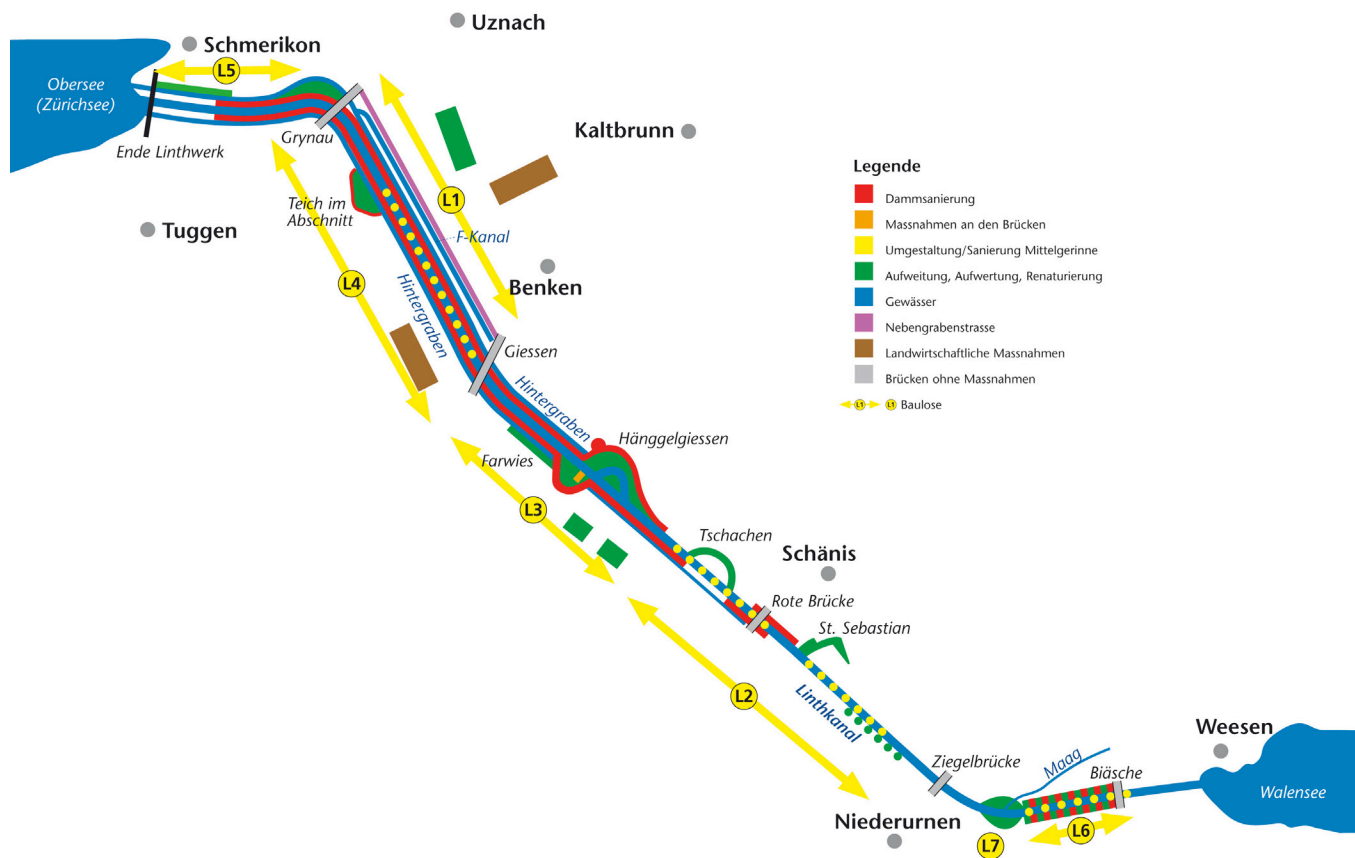 Uznach
Schmerikon
L5
Obersee
(Zürichsee)
Kaltbrunn
Grynau
Ende Linthwerk
Legende
Dammsanierung
Massnahmen an den Brücken
Umgestaltung/Sanierung Mittelgerinne
Aufweitung, Aufwertung, Renaturierung
Gewässer
Nebengrabenstrasse
Landwirtschaftliche Massnahmen
Brücken ohne Massnahmen
L1 L1 Baulose
Teich im
Abschnitt
L1
Tuggen
F-Kanal
Benken
L4
Hintergraben
Giessen
Hintergraben
Hänggelgiessen
Farwies
L3
Tschachen
Schänis
Rote Brücke
St. Sebastian
L2
Linthkanal
Weesen
Ziegelbrücke
Maag
Biäsche
Walensee
Niederurnen
L7
L6